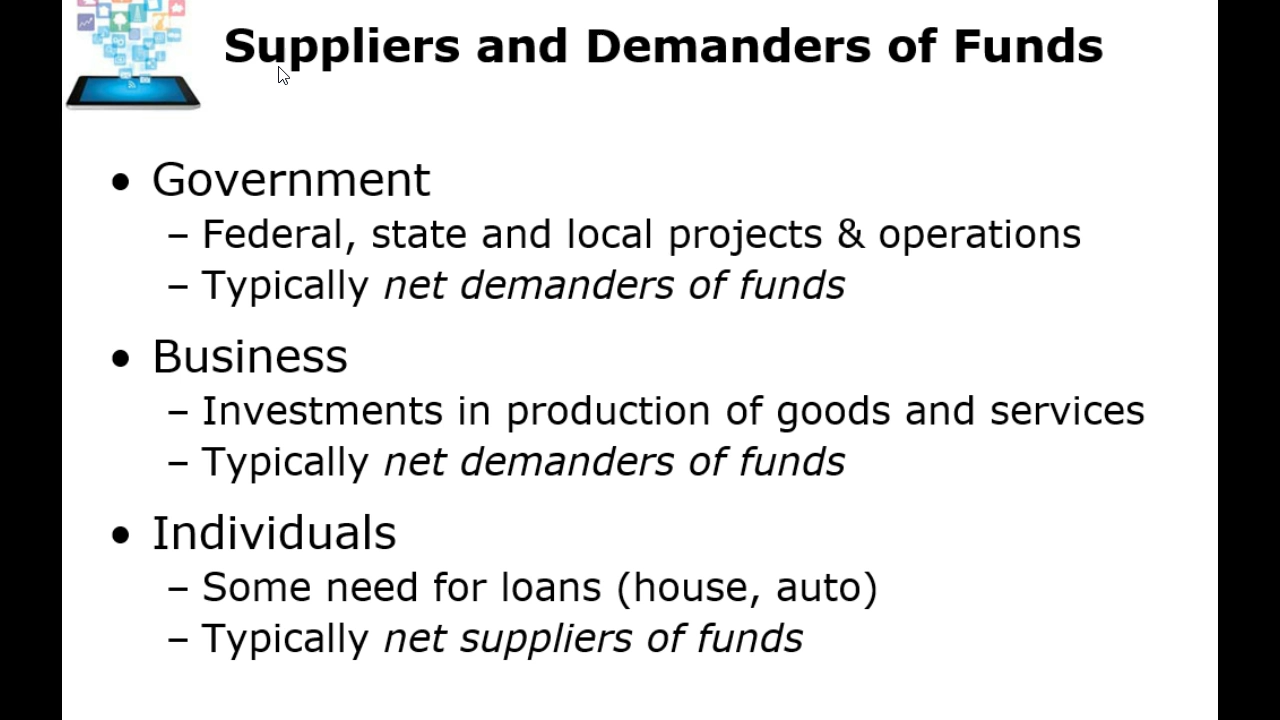 Suppliers and Demanders of Funds
• Government
– Federal, state and local projects & operations
– Typically net demanders of funds
• Business
– Investments in production of goods and services
– Typically net demanders of funds
• Individuals
– Some need for loans (house, auto)
– Typically net suppliers of funds